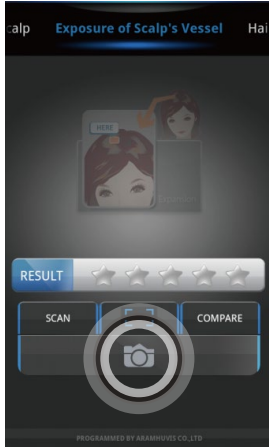 calp Exposure of Scalp's Vessel Hai
HERE
RESULT
SCAN COMPARE
PROGRAMMED BY ARAMHUVIS CO.,LTD